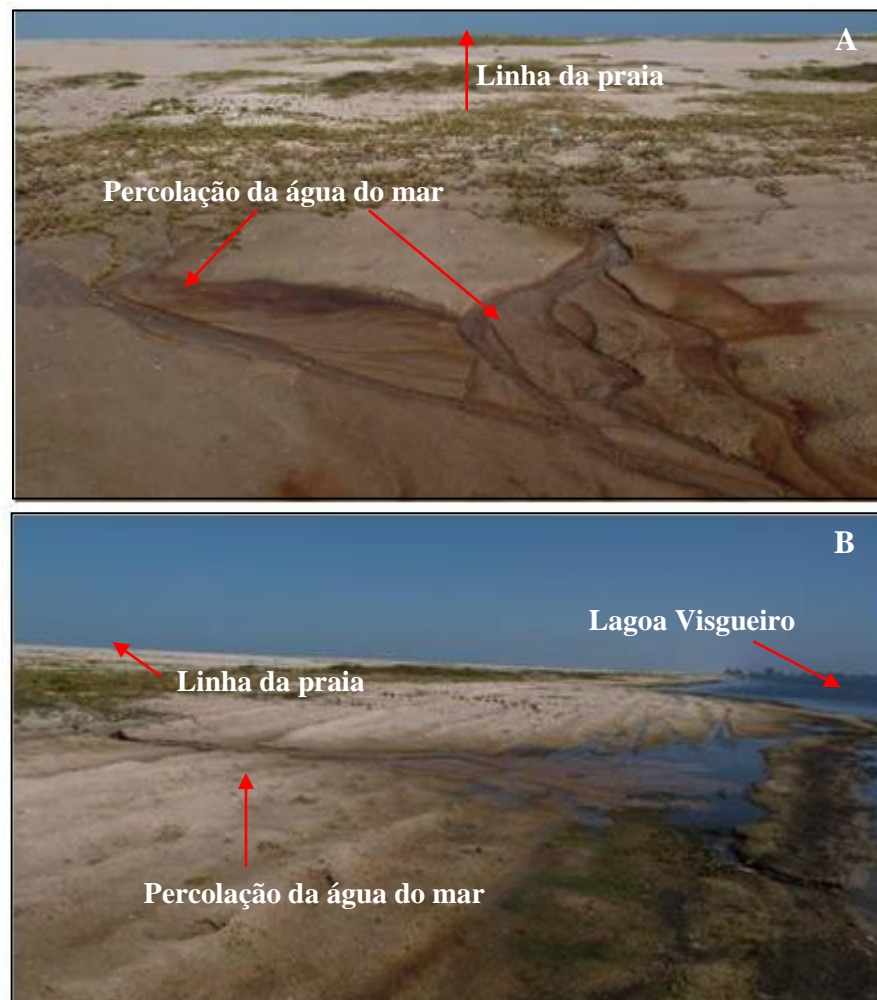 A
Linha da praia
Percolação da água do mar
B
Lagoa Visgueiro
Linha da praia
Percolação da água do mar